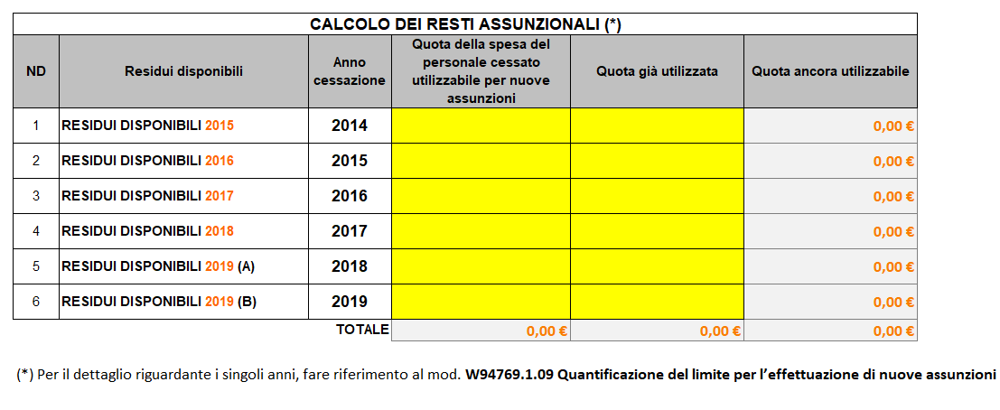 CALCOLO DEI RESTI ASSUNZIONALI (*)
ND Residui disponibili Anno cessazione Quota della spesa del personale cessato utilizzabile per nuove assunzioni Quota già utilizzata Quota ancora utilizzabile
1 RESIDUI DISPONIBILI 2015 2014 0,00 €
2 RESIDUI DISPONIBILI 2016 2015 0,00 €
3 RESIDUI DISPONIBILI 2017 2016 0,00 €
4 RESIDUI DISPONIBILI 2018 2017 0,00 €
5 RESIDUI DISPONIBILI 2019 (A) 2018 0,00 €
6 RESIDUI DISPONIBILI 2019 (B) 2019 0,00 €
TOTALE 0,00 € 0,00 € 0,00 €
(*) Per il dettaglio riguardante i singoli anni, fare riferimento al mod. W94769.1.09 Quantificazione del limite per l’effettuazione di nuove assunzioni